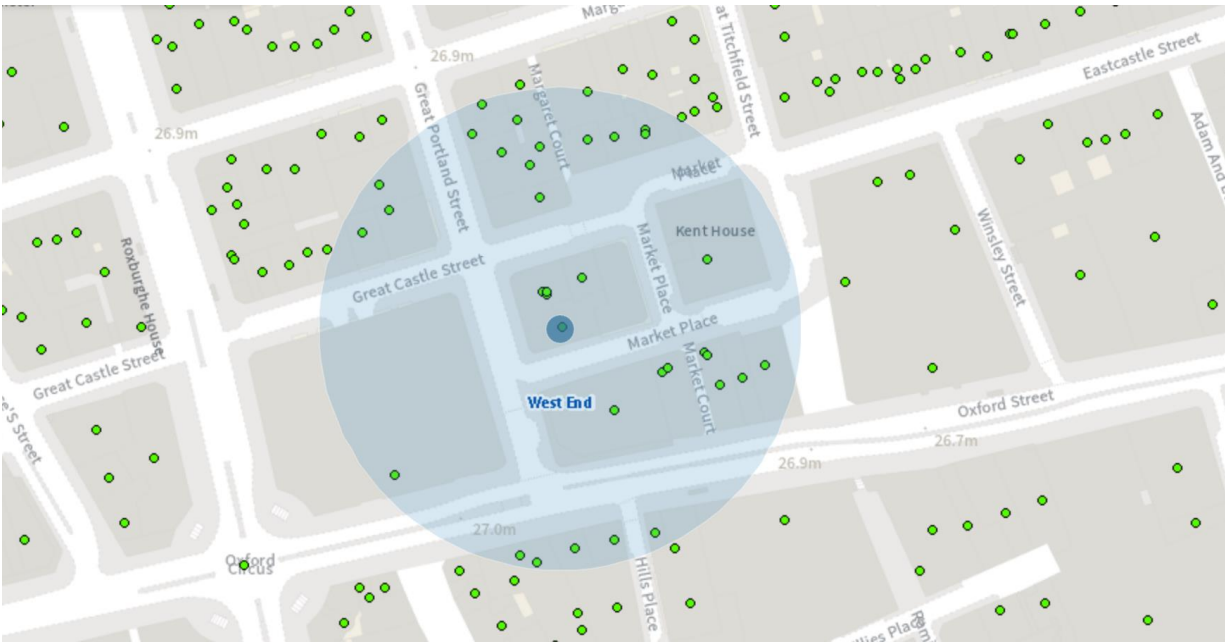 26.9m
Great Titchfield Street
Eastcastle Street
26.9m
Great Portland Street
Margaret Court
Market
Place
Kent House
Market Place
Winsley Street
Roxburghe House
Great Castle Street
Market Place
Market Court
Great Castle Street
West End
Oxford Street
26.7m
26.9m
27.0m
Oxford
Circus
Hills Place